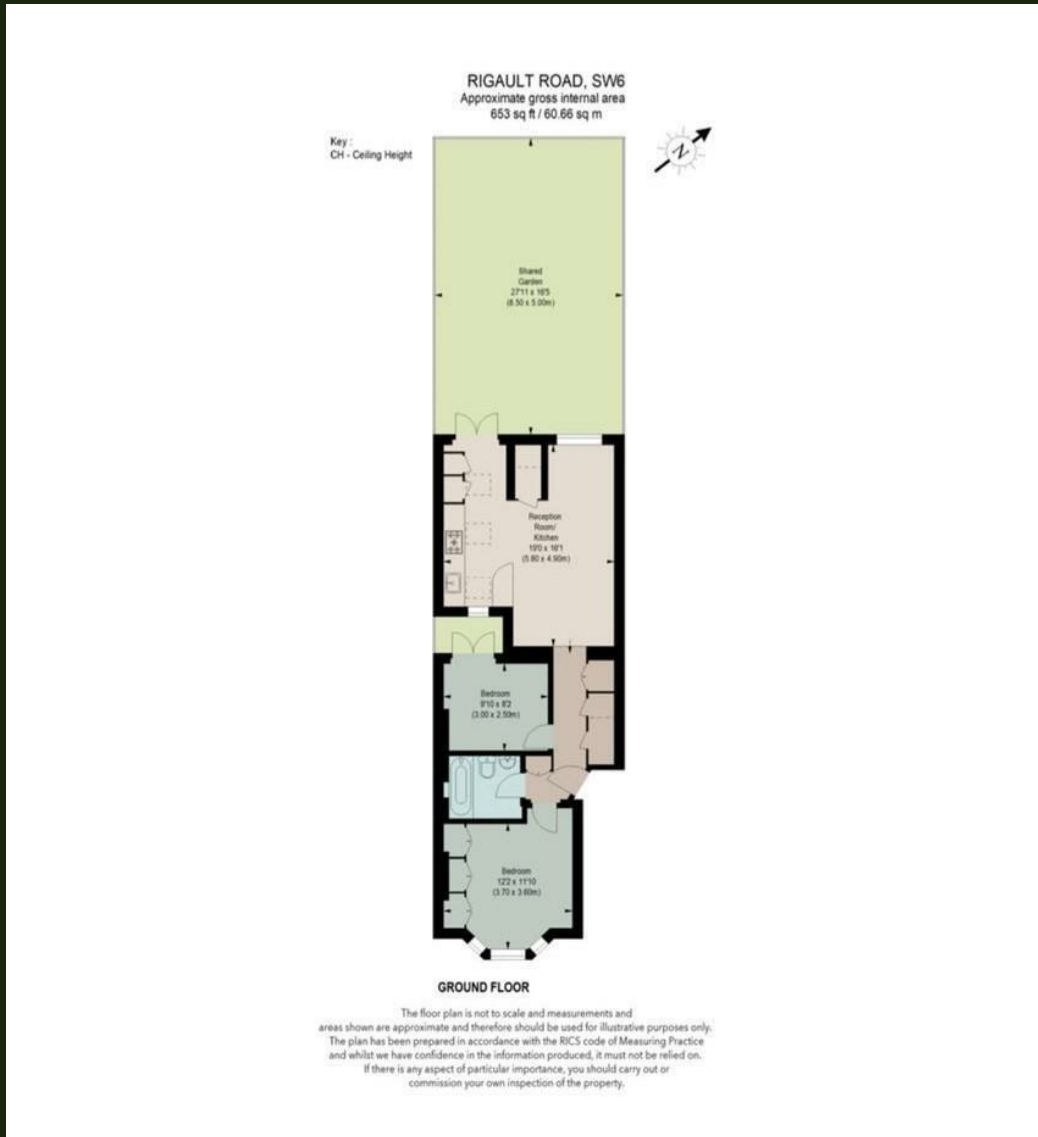 RIGAULT ROAD, SW6
Approximate gross internal area
653 sq ft / 60.66 sq m
Key :
CH - Ceiling Height
N
Shared
Garden
27'11 x 16'5
(8.50 x 5.00m)
Reception
Room/
Kitchen
19'0 x 16'1
(5.80 x 4.90m)
Bedroom
9'10 x 8'2
(3.00 x 2.50m)
Bedroom
12'2 x 11'10
(3.70 x 3.60m)
GROUND FLOOR
The floor plan is not to scale and measurements and
areas shown are approximate and therefore should be used for illustrative purposes only.
The plan has been prepared in accordance with the RICS code of Measuring Practice
and whilst we have confidence in the information produced, it must not be relied on.
If there is any aspect of particular importance, you should carry out or
commission your own inspection of the property.